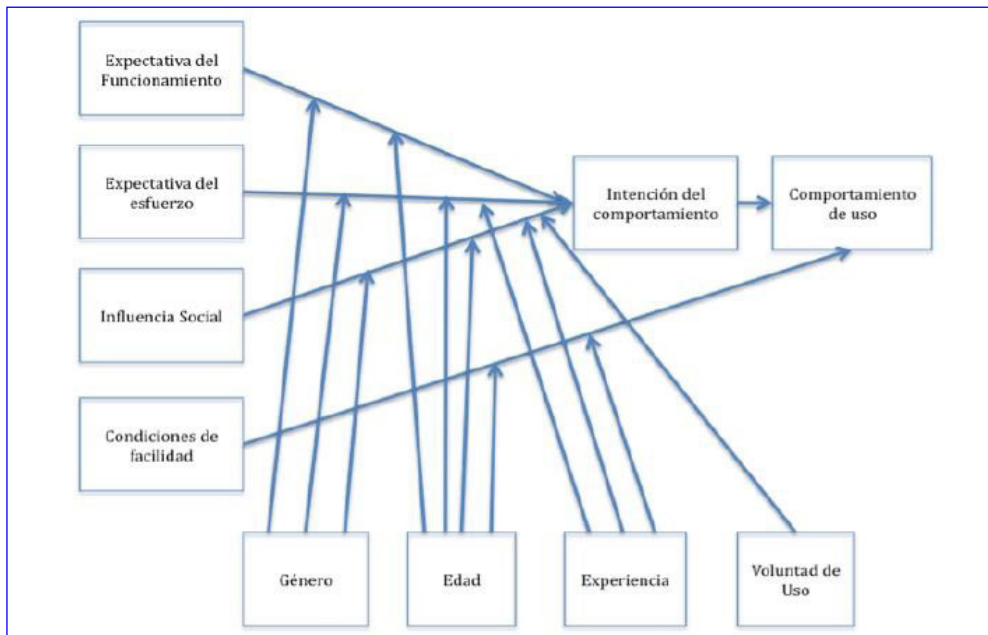 Expectativa del
Funcionamiento
Expectativa del
esfuerzo
Intención del
comportamiento
Comportamiento
de uso
Influencia Social
Condiciones de
facilidad
Género
Edad
Experiencia
Voluntad de
Uso